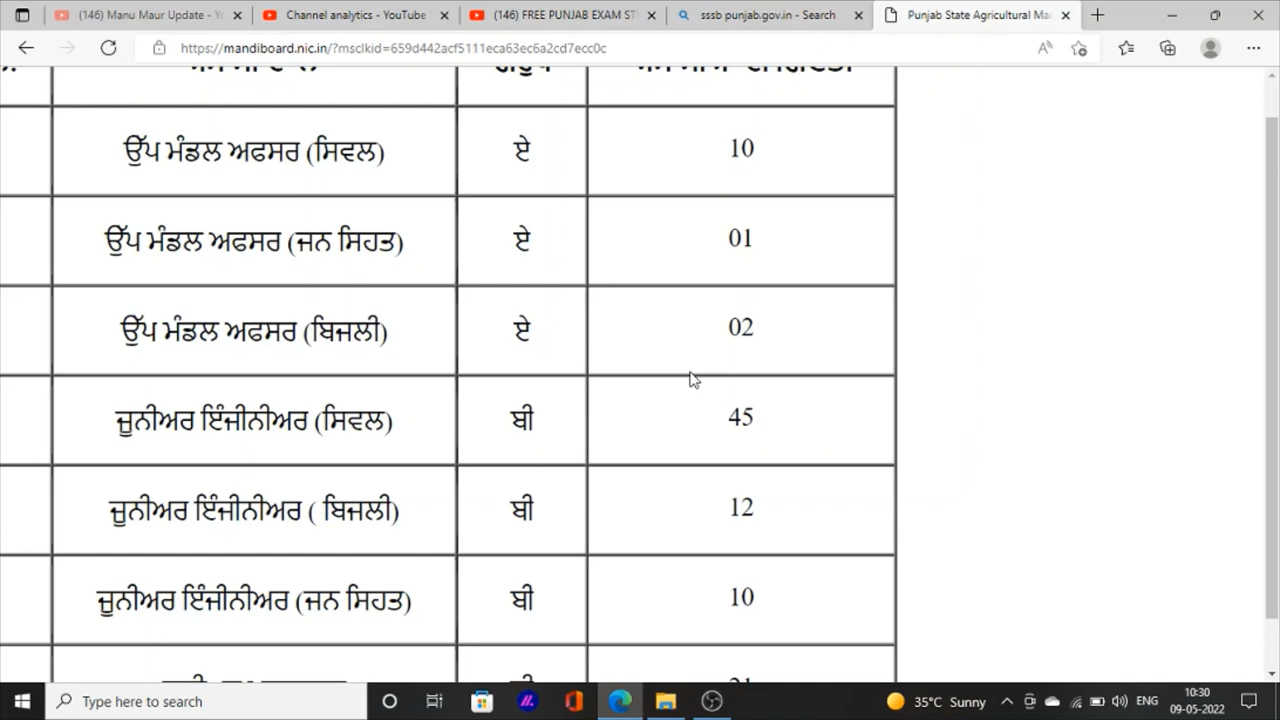 (146) Manu Maur Update - Yo
Channel analytics - YouTube
(146) FREE PUNJAB EXAM ST
sssb punjab.gov.in - Search
Punjab State Agricultural Ma
https://mandiboard.nic.in/?msclkid=659d442acf5111eca63ec6a2cd7ecc0c
ਉੱਪ ਮੰਡਲ ਅਫਸਰ (ਸਿਵਲ) ਏ 10
ਉੱਪ ਮੰਡਲ ਅਫਸਰ (ਜਨ ਸਿਹਤ) ਏ 01
ਉੱਪ ਮੰਡਲ ਅਫਸਰ (ਬਿਜਲੀ) ਏ 02
ਜੂਨੀਅਰ ਇੰਜੀਨੀਅਰ (ਸਿਵਲ) ਬੀ 45
ਜੂਨੀਅਰ ਇੰਜੀਨੀਅਰ ( ਬਿਜਲੀ) ਬੀ 12
ਜੂਨੀਅਰ ਇੰਜੀਨੀਅਰ (ਜਨ ਸਿਹਤ) ਬੀ 10
Type here to search
35°C Sunny
ENG
10:30
09-05-2022